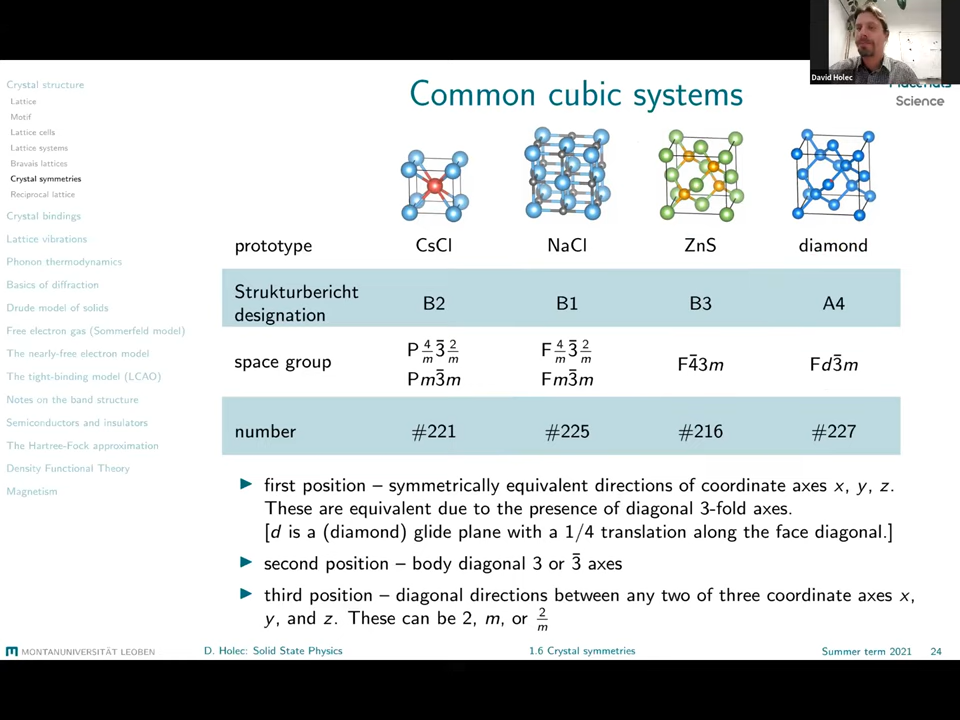 David Holec
Materials
Science
Crystal structure
Lattice
Motif
Lattice cells
Lattice systems
Bravais lattices
Crystal symmetries
Reciprocal lattice
Crystal bindings
Lattice vibrations
Phonon thermodynamics
Basics of diffraction
Drude model of solids
Free electron gas (Sommerfeld model)
The nearly-free electron model
The tight-binding model (LCAO)
Notes on the band structure
Semiconductors and insulators
The Hartree-Fock approximation
Density Functional Theory
Magnetism
Common cubic systems
prototype CsCl NaCl ZnS diamond
Strukturbericht
designation B2 B1 B3 A4
space group P 4/m 3̅ 2/m F 4/m 3̅ 2/m F4̅3m Fd3̅m
Pm3̅m Fm3̅m
number #221 #225 #216 #227
▶ first position – symmetrically equivalent directions of coordinate axes x, y, z.
These are equivalent due to the presence of diagonal 3-fold axes.
[d is a (diamond) glide plane with a 1/4 translation along the face diagonal.]
▶ second position – body diagonal 3 or 3̅ axes
▶ third position – diagonal directions between any two of three coordinate axes x,
y, and z. These can be 2, m, or 2/m
MONTANUNIVERSITÄT LEOBEN D. Holec: Solid State Physics 1.6 Crystal symmetries Summer term 2021 24